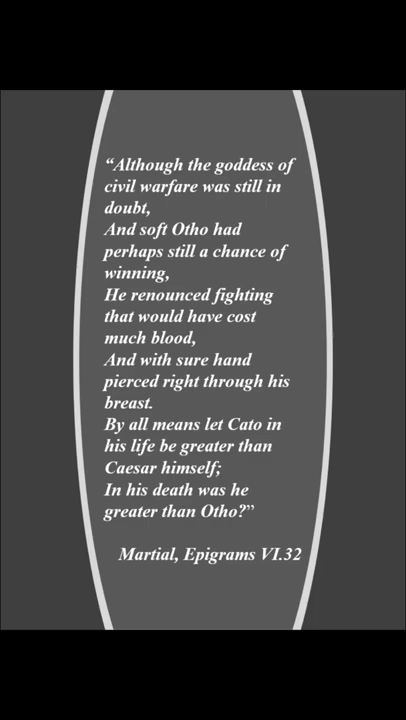 “Although the goddess of
civil warfare was still in
doubt,
And soft Otho had
perhaps still a chance of
winning,
He renounced fighting
that would have cost
much blood,
And with sure hand
pierced right through his
breast.
By all means let Cato in
his life be greater than
Caesar himself;
In his death was he
greater than Otho?”
Martial, Epigrams VI.32